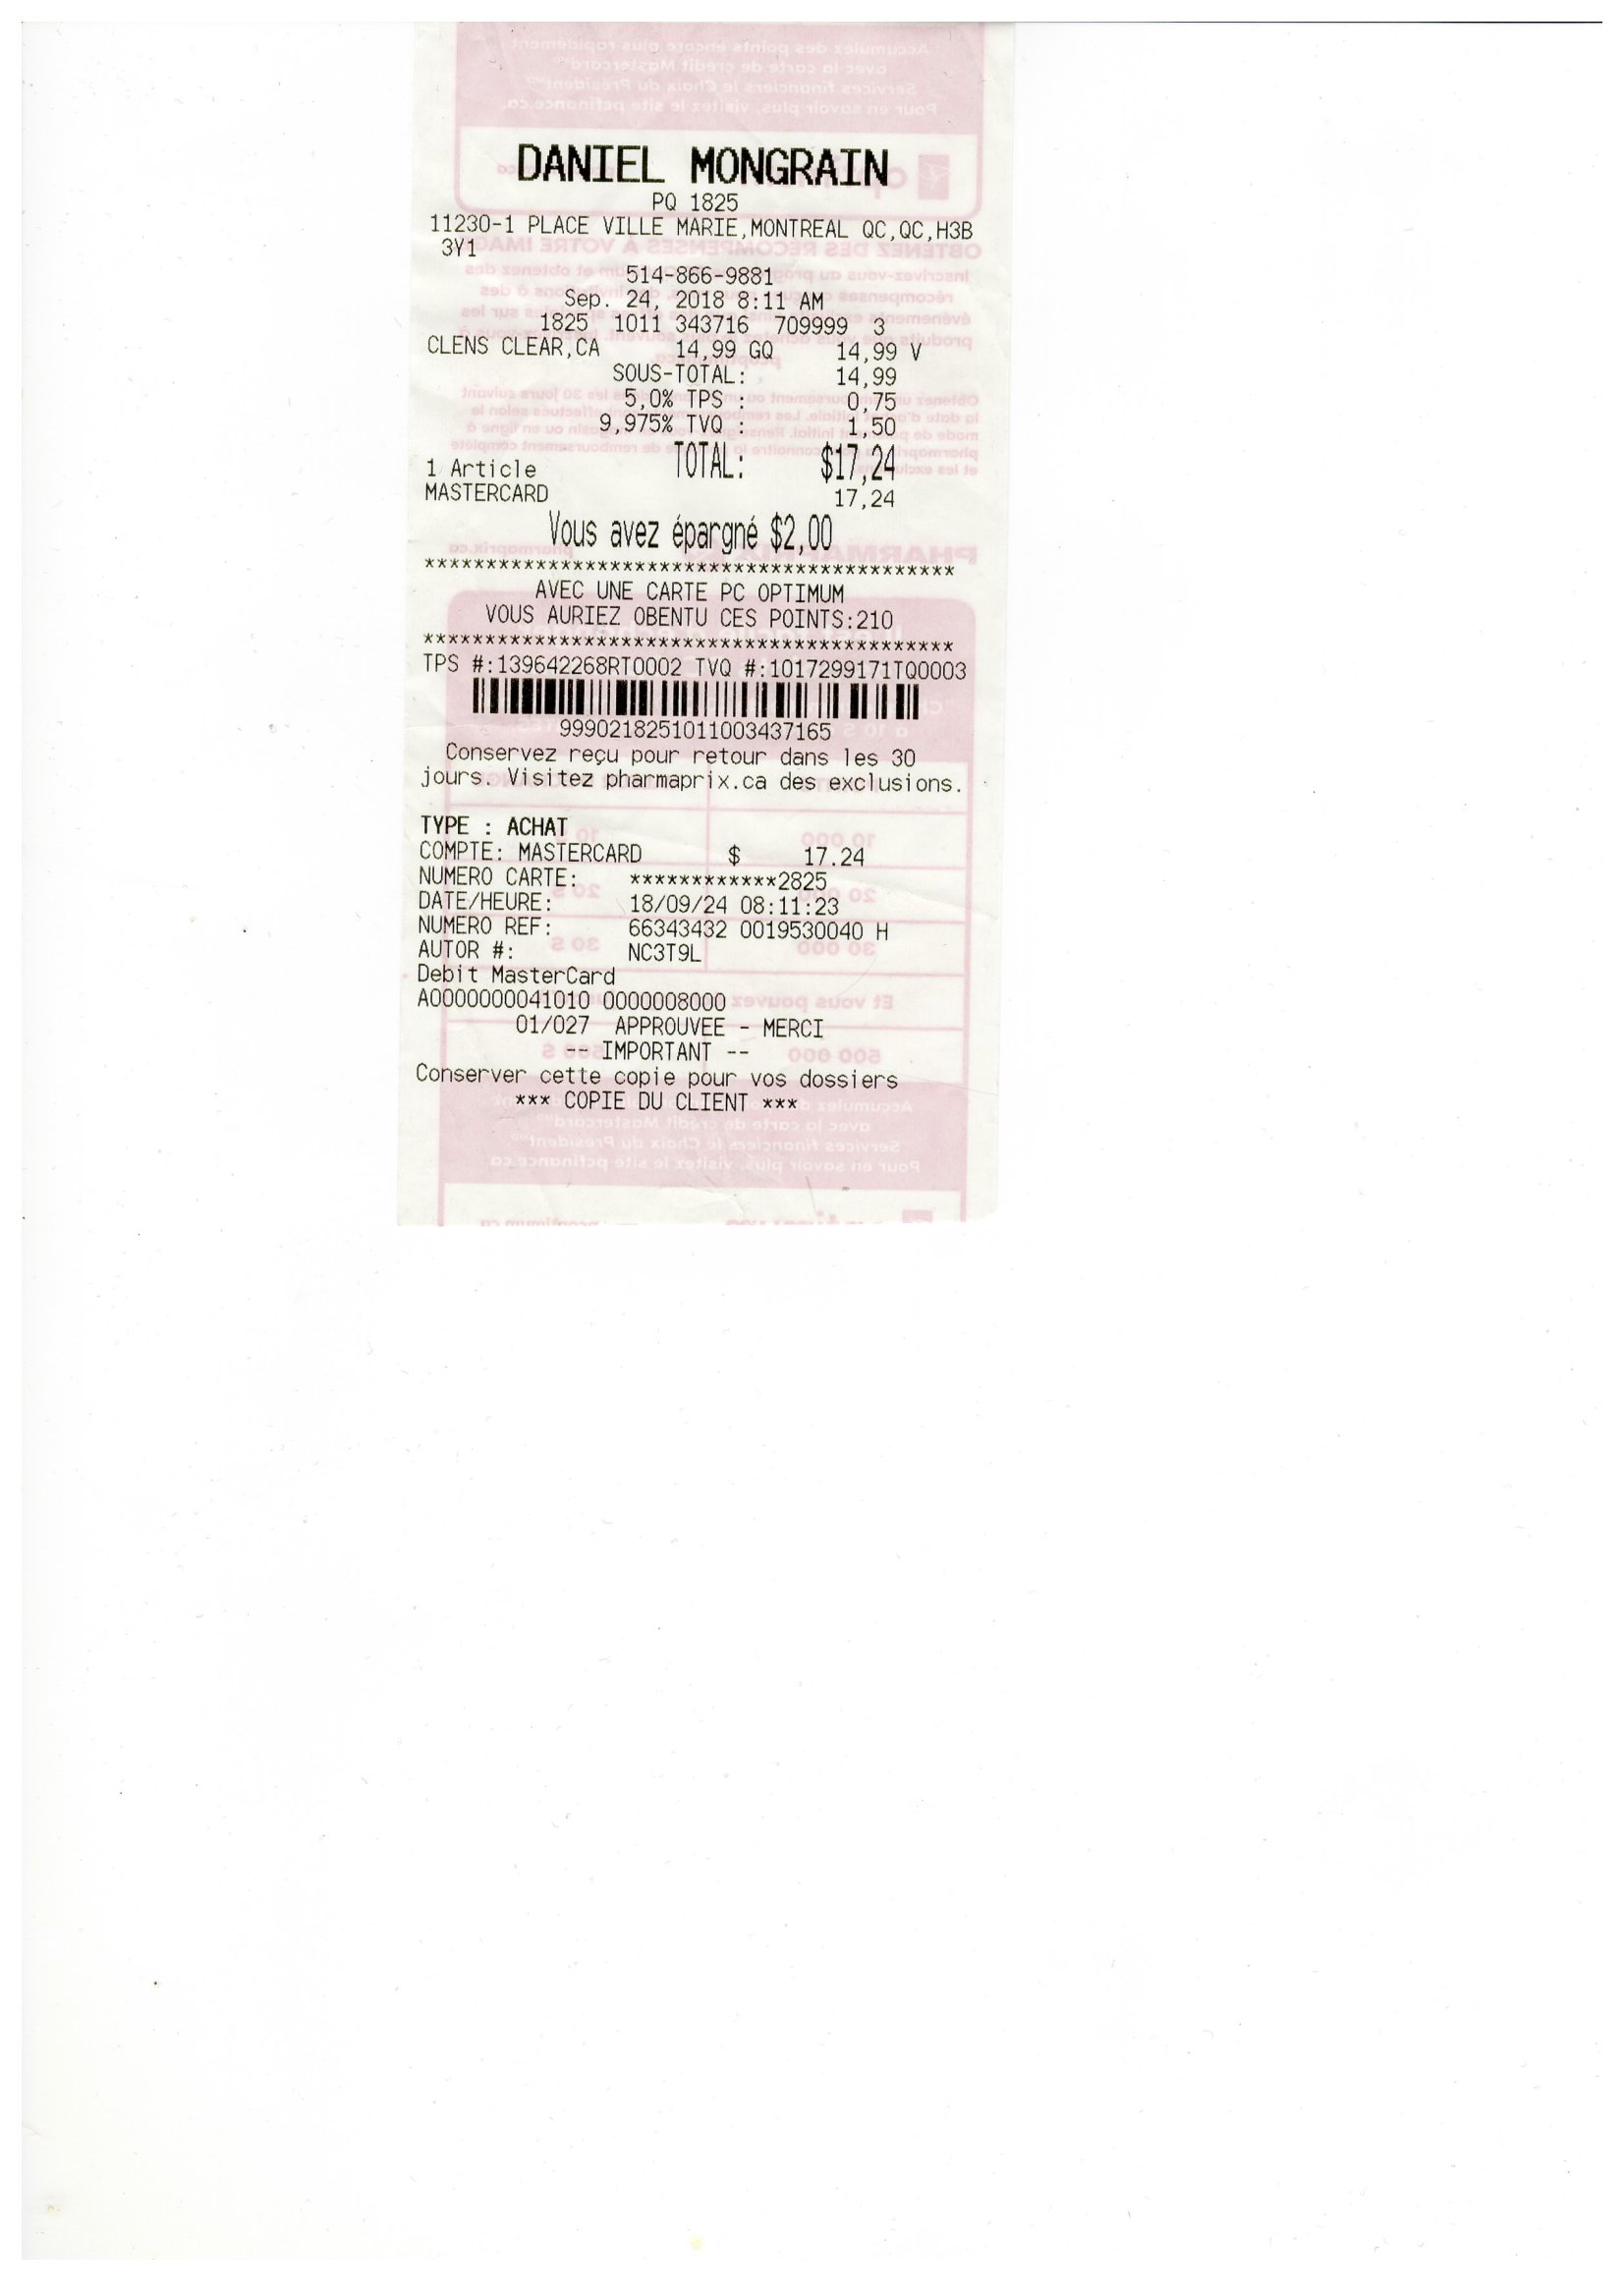 DANIEL MONGRAIN
PQ 1825
11230-1 PLACE VILLE MARIE,MONTREAL QC,QC,H3B
3Y1
514-866-9881
Sep. 24, 2018 8:11 AM
1825 1011 343716 709999 3
CLENS CLEAR,CA 14,99 GQ 14,99 V
SOUS-TOTAL: 14,99
5,0% TPS : 0,75
9,975% TVQ : 1,50
1 Article TOTAL: $17,24
MASTERCARD 17,24
Vous avez épargné $2,00
*******************************************
AVEC UNE CARTE PC OPTIMUM
VOUS AURIEZ OBENTU CES POINTS:210
*******************************************
TPS #:139642268RT0002 TVQ #:1017299171TQ0003
9990218251011003437165
Conservez reçu pour retour dans les 30
jours. Visitez pharmaprix.ca des exclusions.
TYPE : ACHAT
COMPTE: MASTERCARD $ 17.24
NUMERO CARTE: ************2825
DATE/HEURE: 18/09/24 08:11:23
NUMERO REF: 66343432 0019530040 H
AUTOR #: NC3T9L
Debit MasterCard
A0000000041010 0000008000
01/027 APPROUVEE - MERCI
-- IMPORTANT --
Conserver cette copie pour vos dossiers
*** COPIE DU CLIENT ***